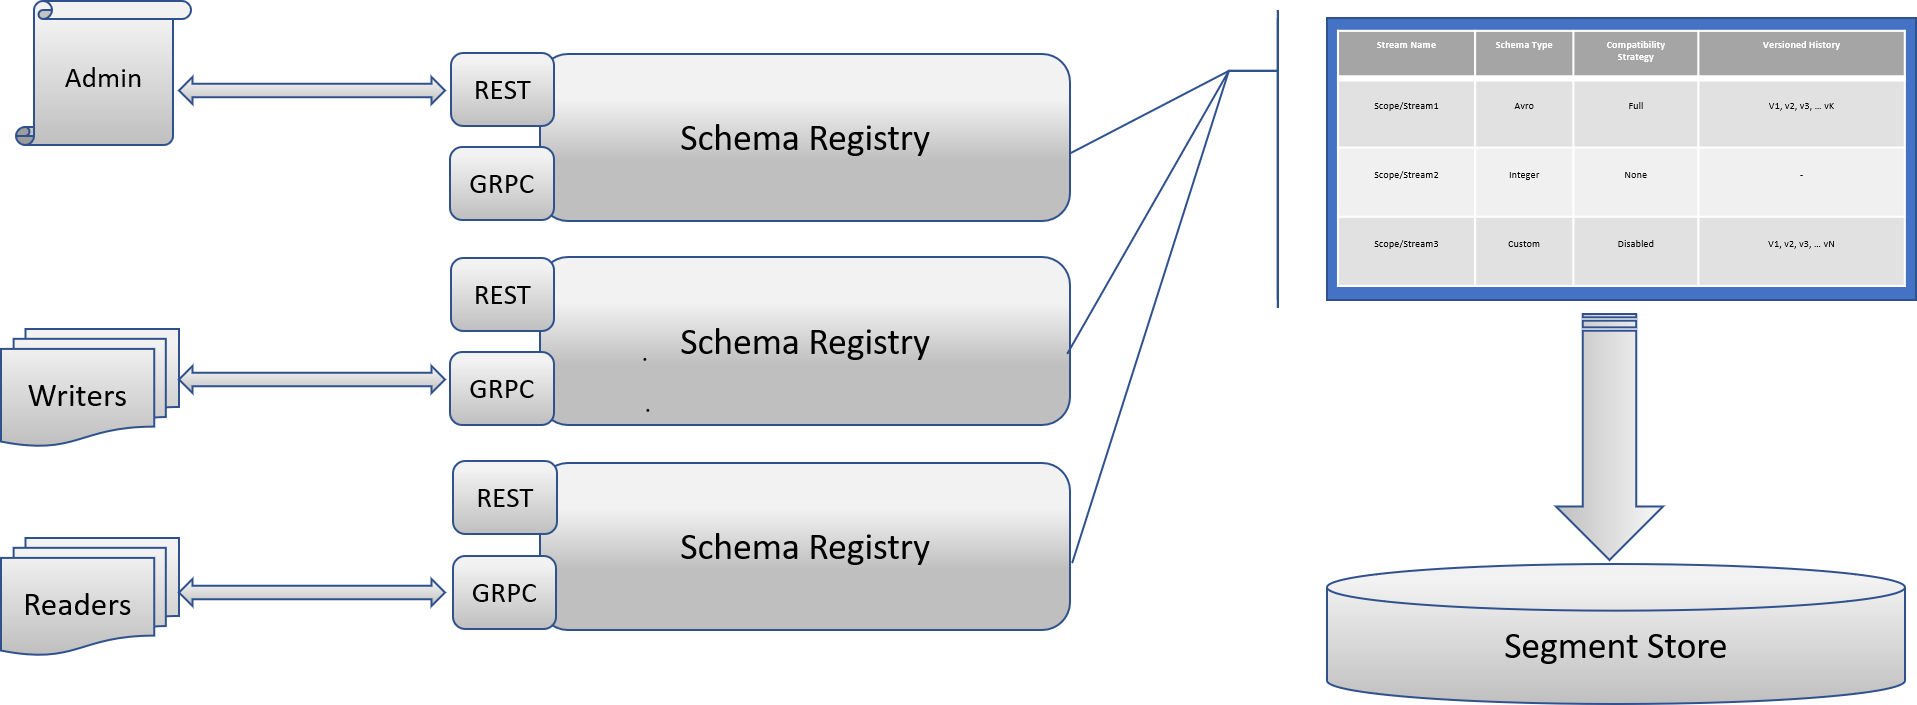 Admin
REST
GRPC
Schema Registry
Writers
REST
GRPC
Schema Registry
Readers
REST
GRPC
Schema Registry
Stream Name
Schema Type
Compatibility
Strategy
Versioned History
Scope/Stream1
Avro
Full
V1, v2, v3, … vK
Scope/Stream2
Integer
None
-
Scope/Stream3
Custom
Disabled
V1, v2, v3, … vN
Segment Store